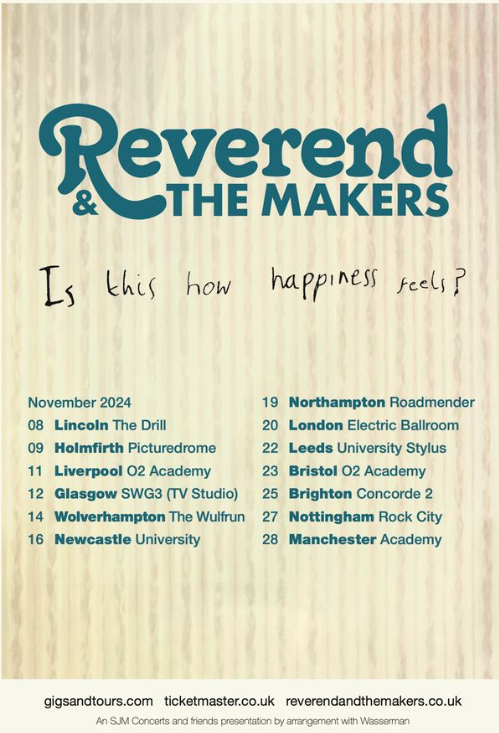 Reverend
& THE MAKERS
Is this how happiness feels?
November 2024
08 Lincoln The Drill
09 Holmfirth Picturedrome
11 Liverpool O2 Academy
12 Glasgow SWG3 (TV Studio)
14 Wolverhampton The Wulfrun
16 Newcastle University
19 Northampton Roadmender
20 London Electric Ballroom
22 Leeds University Stylus
23 Bristol O2 Academy
25 Brighton Concorde 2
27 Nottingham Rock City
28 Manchester Academy
gigsandtours.com ticketmaster.co.uk reverendandthemakers.co.uk
An SJM Concerts and friends presentation by arrangement with Wasserman